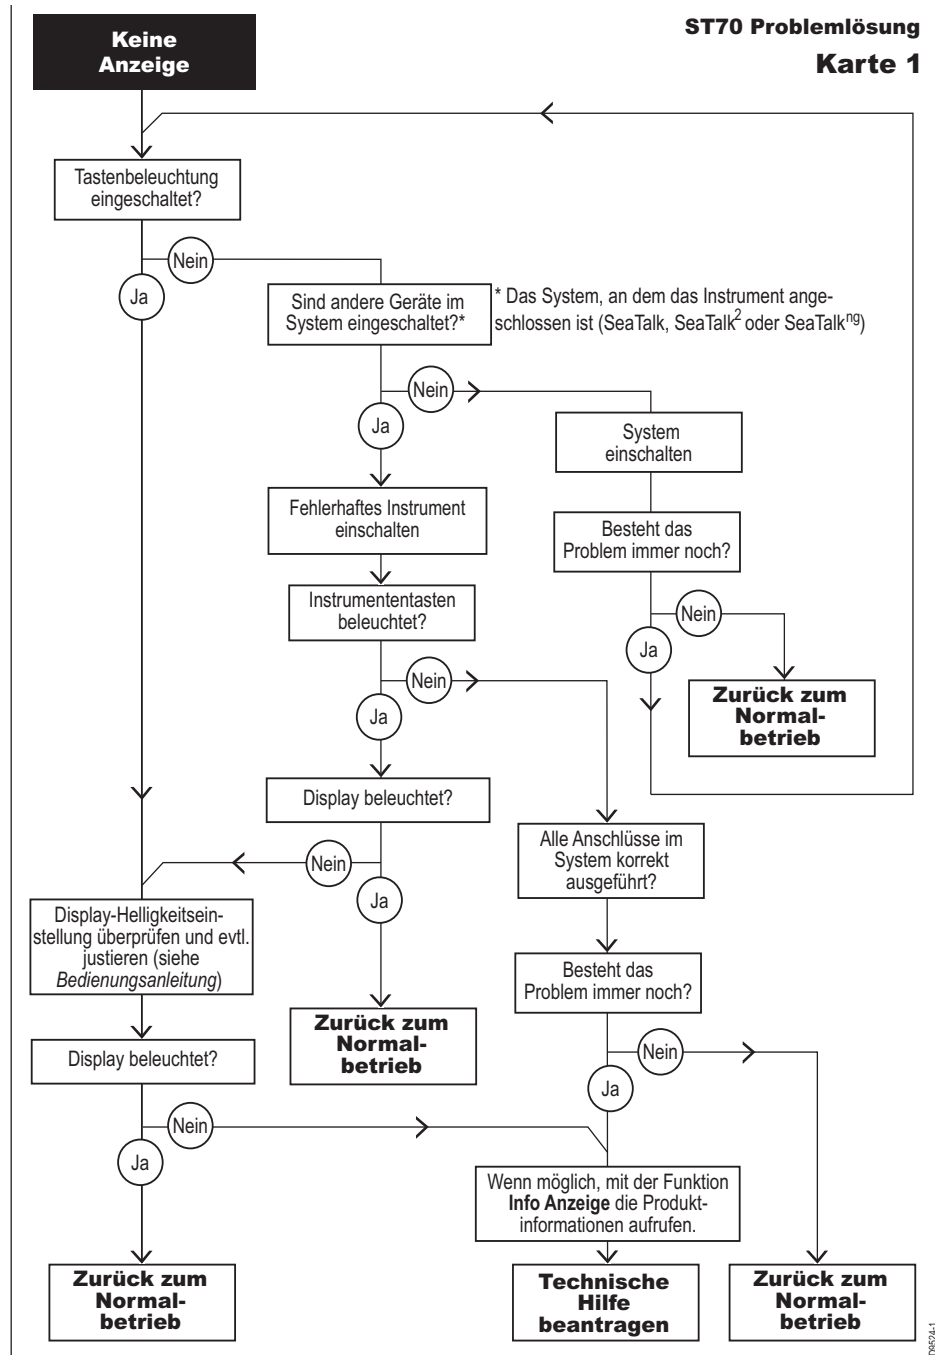 ST70 Problemlösung
Karte 1
Keine
Anzeige
Tastenbeleuchtung
eingeschaltet?
Nein
Ja
Sind andere Geräte im
System eingeschaltet?*
* Das System, an dem das Instrument ange-
schlossen ist (SeaTalk, SeaTalk2 oder SeaTalkng)
Nein
Ja
System
einschalten
Fehlerhaftes Instrument
einschalten
Besteht das
Problem immer noch?
Instrumententasten
beleuchtet?
Nein
Ja
Nein
Ja
Zurück zum
Normal-
betrieb
Display beleuchtet?
Alle Anschlüsse im
System korrekt
ausgeführt?
Nein
Ja
Display-Helligkeitsein-
stellung überprüfen und evtl.
justieren (siehe
Bedienungsanleitung)
Besteht das
Problem immer noch?
Zurück zum
Normal-
betrieb
Display beleuchtet?
Nein
Ja
Nein
Ja
Wenn möglich, mit der Funktion
Info Anzeige die Produkt-
informationen aufrufen.
Zurück zum
Normal-
betrieb
Technische
Hilfe
beantragen
Zurück zum
Normal-
betrieb
D9524-1